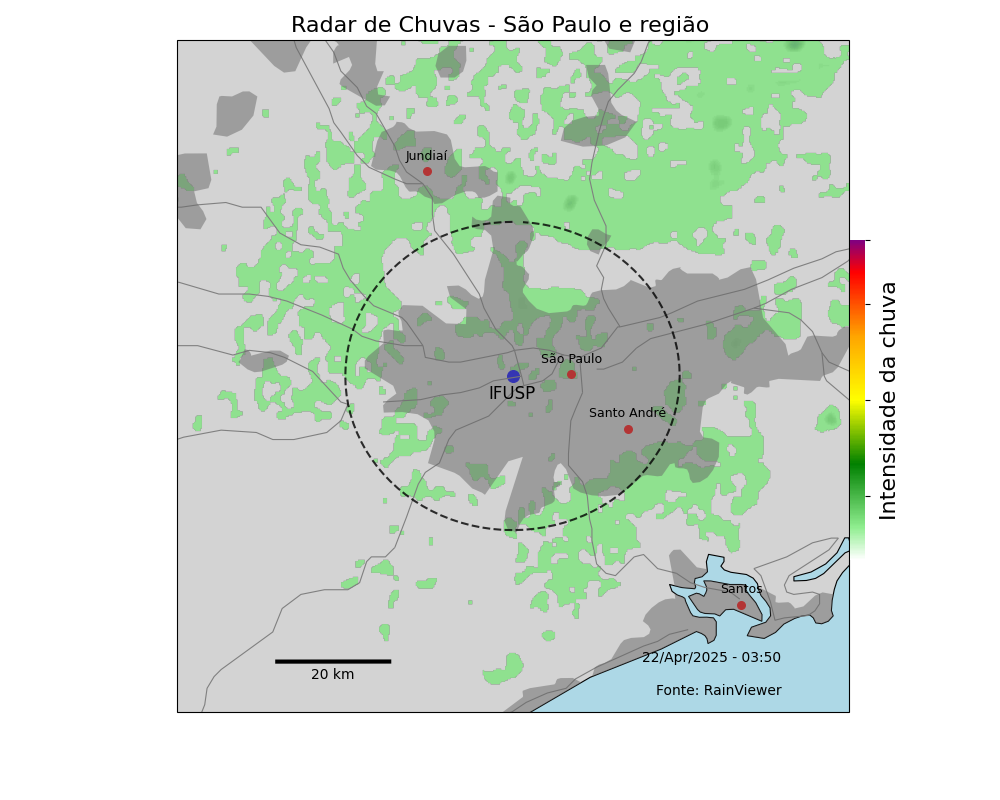 Radar de Chuvas - São Paulo e região
Jundiaí
São Paulo
IFUSP
Santo André
Santos
22/Apr/2025 - 03:50
20 km
Fonte: RainViewer
Intensidade da chuva